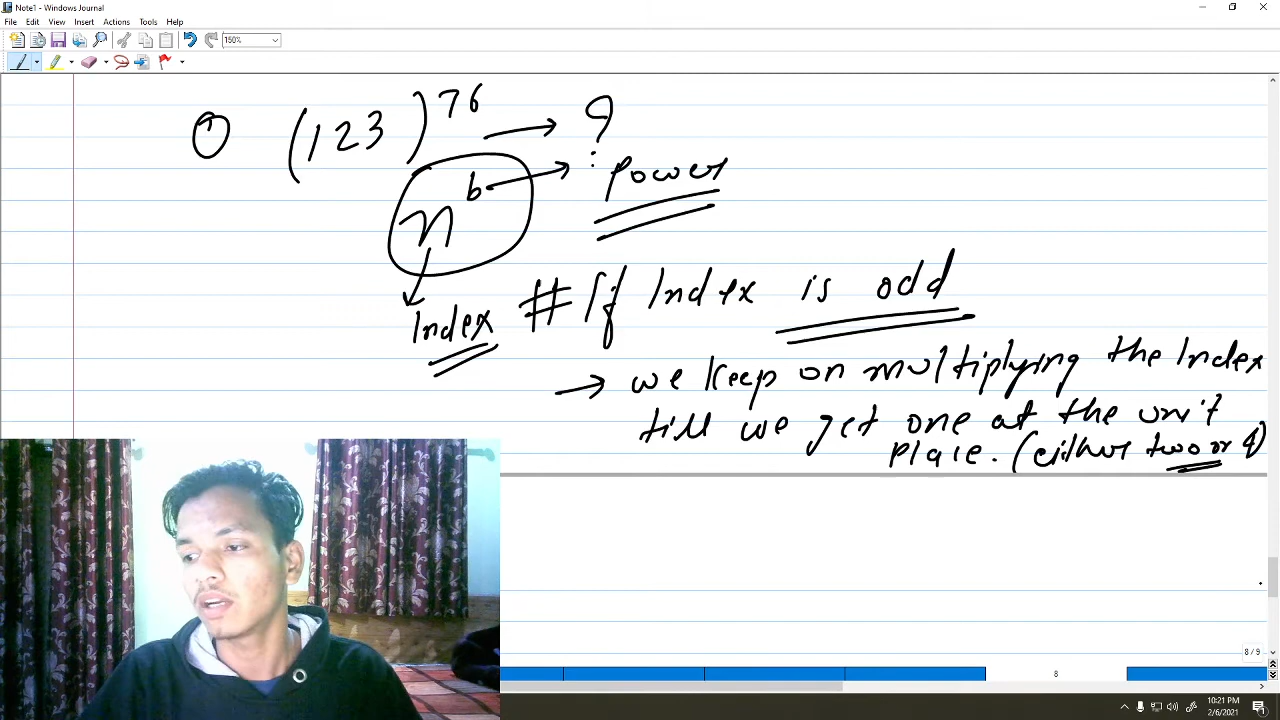 Note1 - Windows Journal
File Edit View Insert Actions Tools Help
150%
(123)^76 → ?
n^b → Power
Index
# If Index is odd
→ we keep on multiplying the Index
till we get one at the unit
place. (either two or 4)
8 / 9
8
10:21 PM
2/6/2021